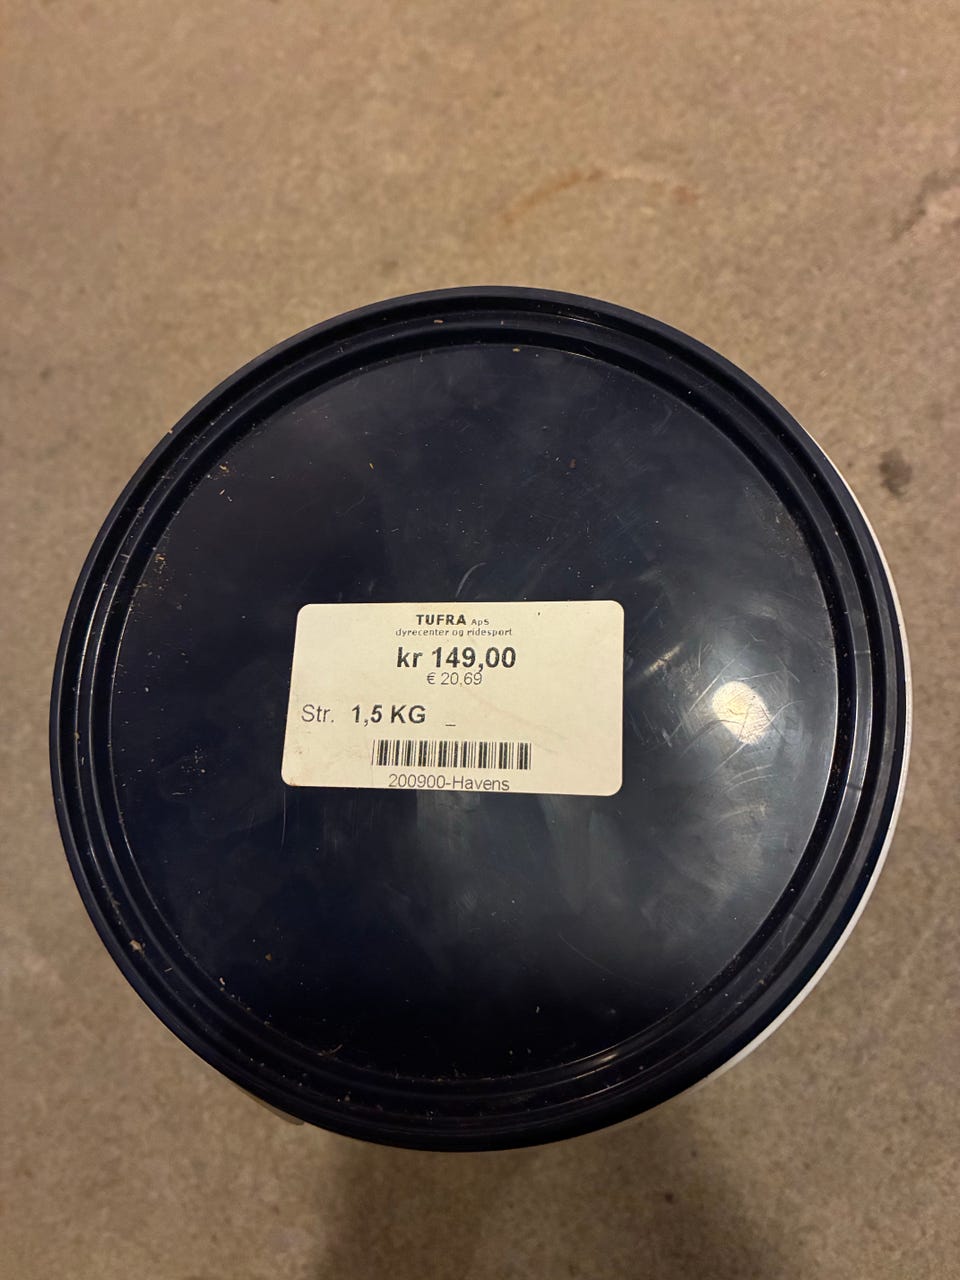 TUFRA ApS
dyrecenter og ridesport
kr 149,00
€ 20,69
Str. 1,5 KG _
200900-Havens